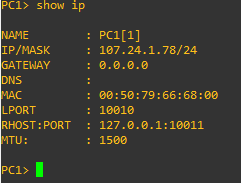 PC1> show ip
NAME : PC1[1]
IP/MASK : 107.24.1.78/24
GATEWAY : 0.0.0.0
DNS :
MAC : 00:50:79:66:68:00
LPORT : 10010
RHOST:PORT : 127.0.0.1:10011
MTU: : 1500
PC1>